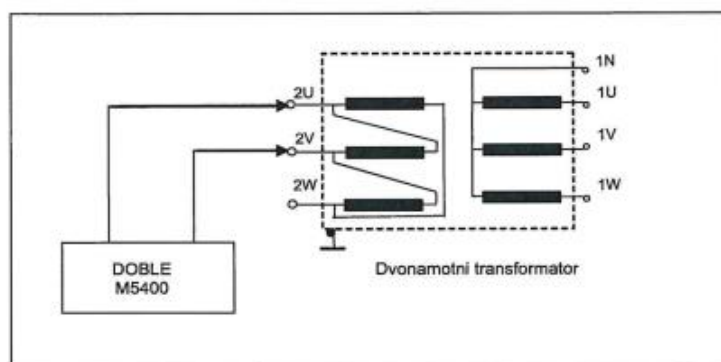 1N
2U
1U
2V
1V
2W
1W
DOBLE
M5400
Dvonamotni transformator